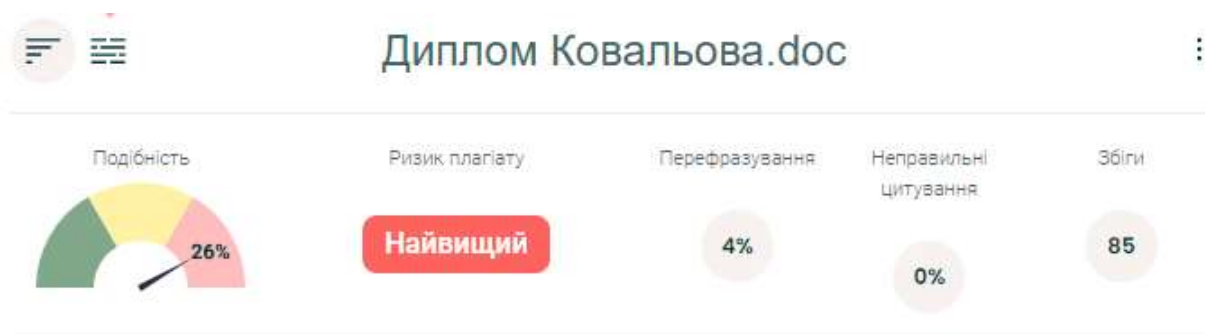 Диплом Ковальова.doc
Подібність
26%
Ризик плагіату
Найвищий
Перефразування
4%
Неправильні
цитування
0%
Збіги
85